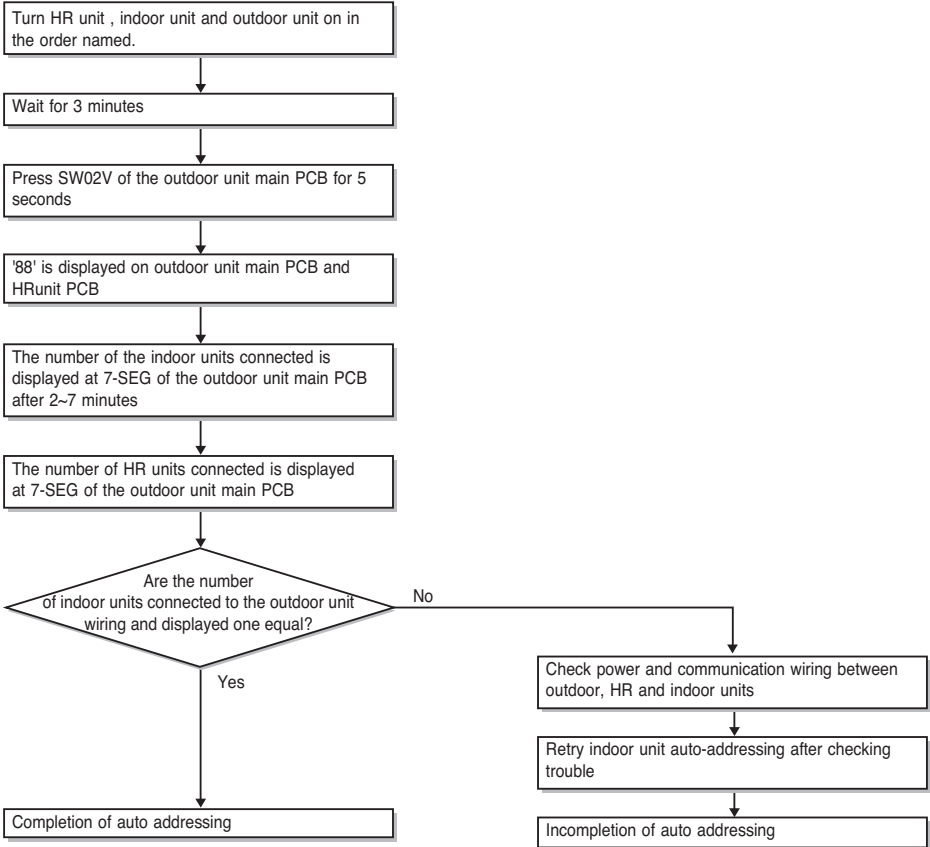 Turn HR unit , indoor unit and outdoor unit on in
the order named.
Wait for 3 minutes
Press SW02V of the outdoor unit main PCB for 5
seconds
'88' is displayed on outdoor unit main PCB and
HRunit PCB
The number of the indoor units connected is
displayed at 7-SEG of the outdoor unit main PCB
after 2~7 minutes
The number of HR units connected is displayed
at 7-SEG of the outdoor unit main PCB
Are the number
of indoor units connected to the outdoor unit
wiring and displayed one equal?
No
Yes
Check power and communication wiring between
outdoor, HR and indoor units
Retry indoor unit auto-addressing after checking
trouble
Completion of auto addressing
Incompletion of auto addressing